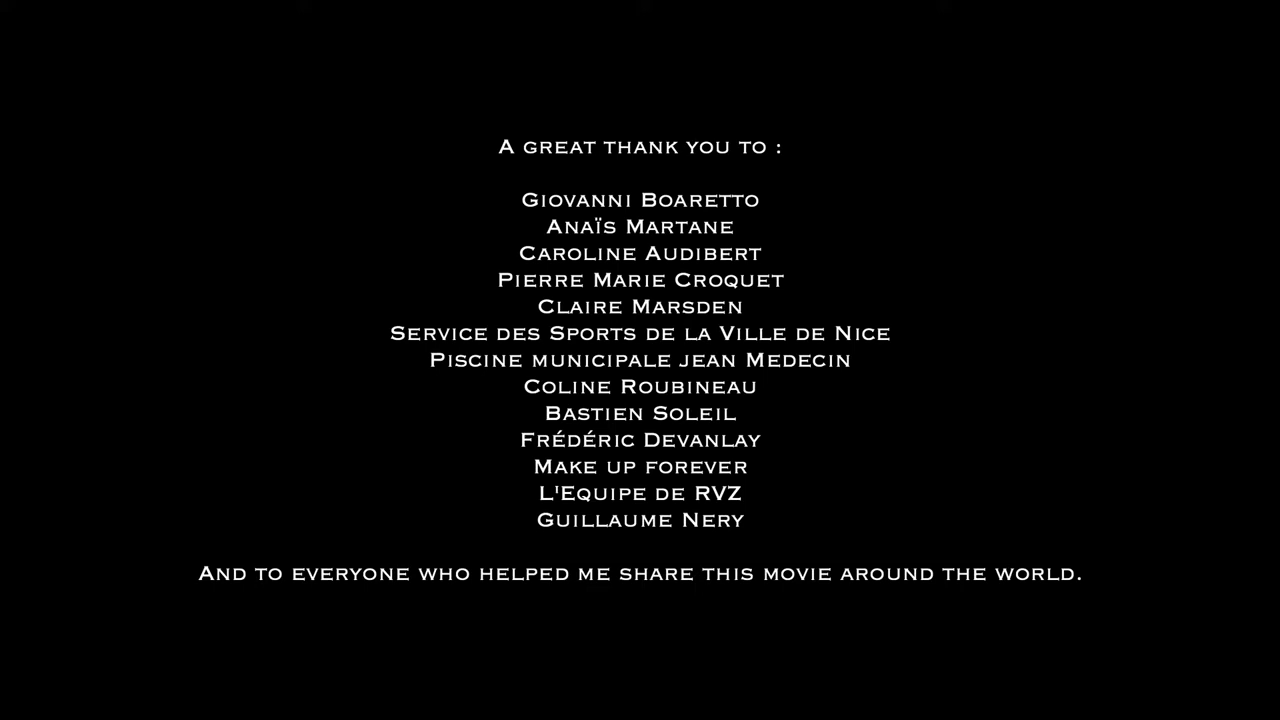 A great thank you to :
Giovanni Boaretto
Anaïs Martane
Caroline Audibert
Pierre Marie Croquet
Claire Marsden
Service des Sports de la Ville de Nice
Piscine municipale jean Medecin
Coline Roubineau
Bastien Soleil
Frédéric Devanlay
Make up forever
L'Equipe de RVZ
Guillaume Nery
And to everyone who helped me share this movie around the world.